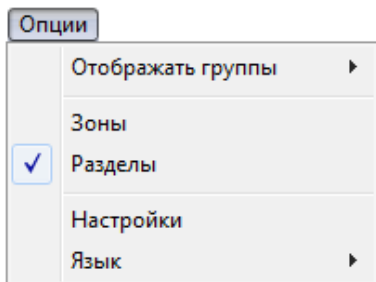 Опции
Отображать группы
Зоны
Разделы
Настройки
Язык